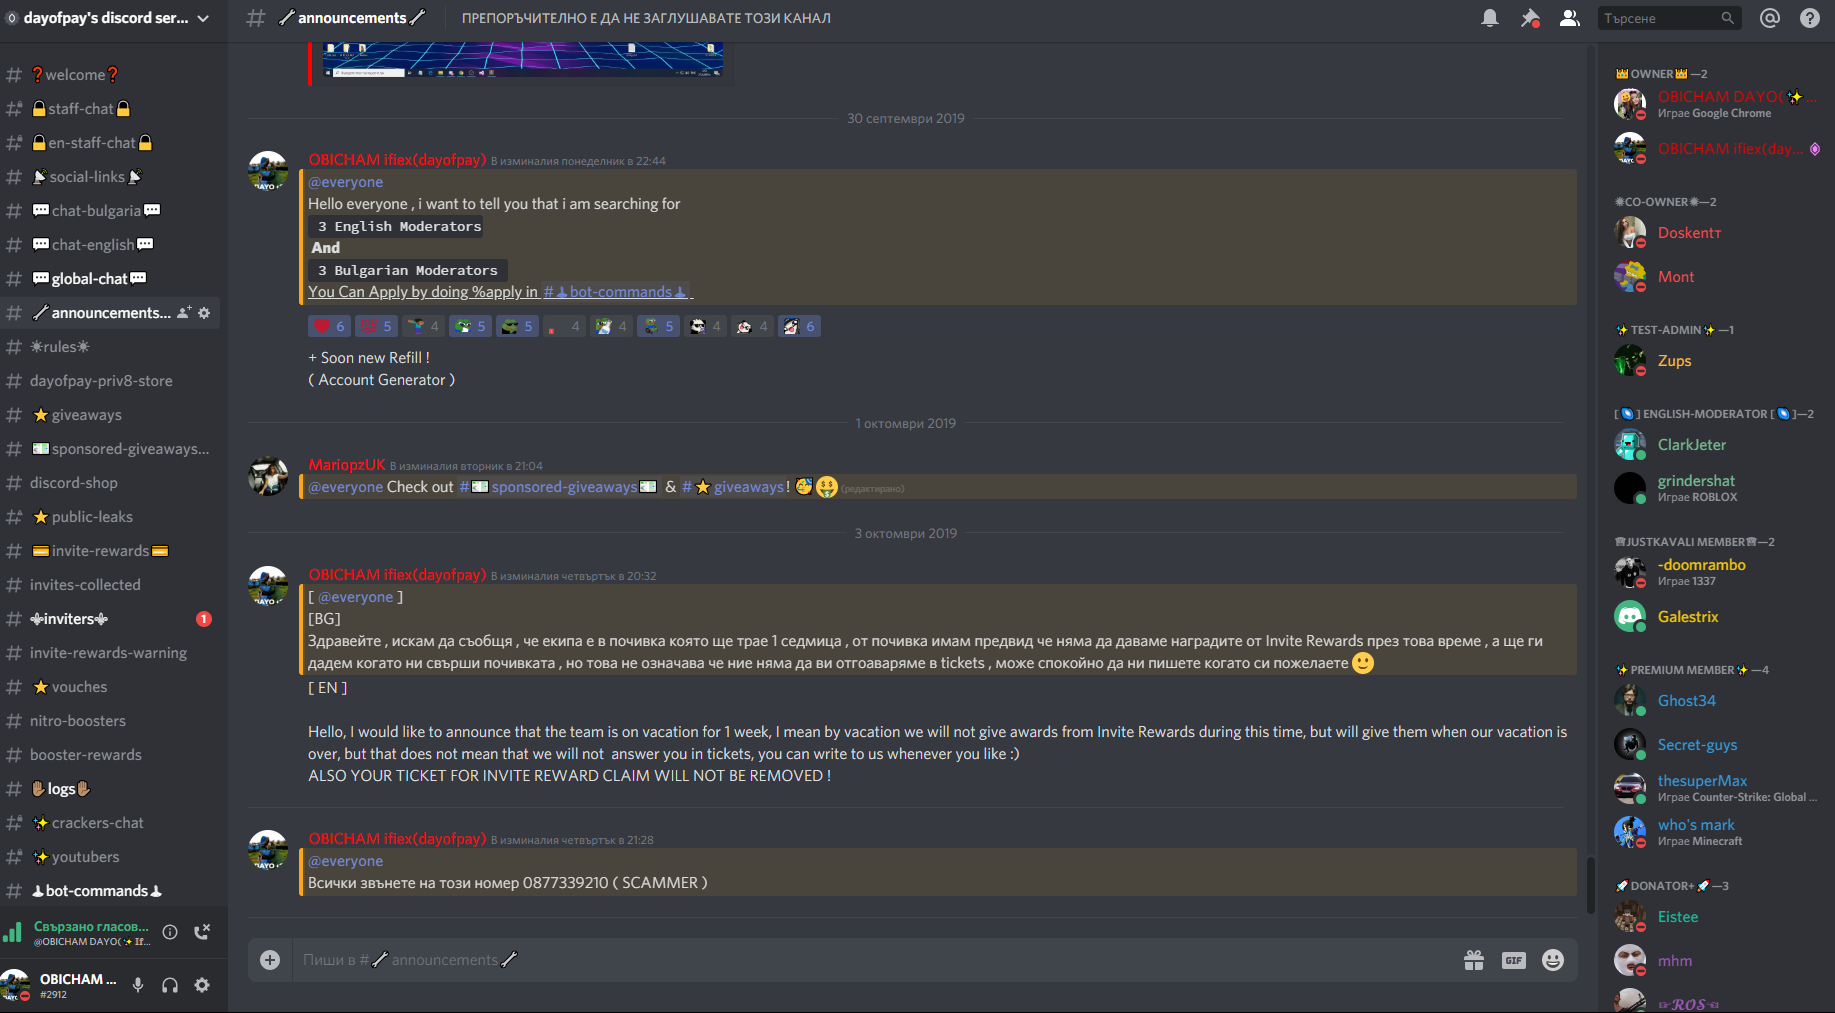 dayofpay's discord ser...
announcements
ПРЕПОРЪЧИТЕЛНО Е ДА НЕ ЗАГЛУШАВАТЕ ТОЗИ КАНАЛ
Търсене
welcome
staff-chat
en-staff-chat
social-links
chat-bulgaria
chat-english
global-chat
announcements...
rules
dayofpay-priv8-store
giveaways
sponsored-giveaways...
discord-shop
public-leaks
invite-rewards
invites-collected
inviters
1
invite-rewards-warning
vouches
nitro-boosters
booster-rewards
logs
crackers-chat
youtubers
bot-commands
Свързано гласов...
@OBICHAM DAYO( If...
OBICHAM ...
#2912
30 септември 2019
OBICHAM ifiex(dayofpay) В изминалия понеделник в 22:44
@everyone
Hello everyone , i want to tell you that i am searching for
3 English Moderators
And
3 Bulgarian Moderators
You Can Apply by doing %apply in #bot-commands
6 5 4 5 5 4 4 5 4 4 6
+ Soon new Refill !
( Account Generator )
1 октомври 2019
MariopzUK В изминалия вторник в 21:04
@everyone Check out #sponsored-giveaways & #giveaways! (редактирано)
3 октомври 2019
OBICHAM ifiex(dayofpay) В изминалия четвъртък в 20:32
[ @everyone ]
[BG]
Здравейте , искам да съобщя , че екипа е в почивка която ще трае 1 седмица , от почивка имам предвид че няма да даваме наградите от Invite Rewards през това време , а ще ги
дадем когато ни свърши почивката , но това не означава че ние няма да ви отгоаваряме в tickets , може спокойно да ни пишете когато си пожелаете
[ EN ]
Hello, I would like to announce that the team is on vacation for 1 week, I mean by vacation we will not give awards from Invite Rewards during this time, but will give them when our vacation is
over, but that does not mean that we will not answer you in tickets, you can write to us whenever you like :)
ALSO YOUR TICKET FOR INVITE REWARD CLAIM WILL NOT BE REMOVED !
OBICHAM ifiex(dayofpay) В изминалия четвъртък в 21:28
@everyone
Всички звънете на този номер 0877339210 ( SCAMMER )
Пиши в #announcements
GIF
OWNER—2
OBICHAM DAYO( ...
Играе Google Chrome
OBICHAM ifiex(day...
CO-OWNER—2
Doskentт
Mont
TEST-ADMIN—1
Zups
[ ] ENGLISH-MODERATOR [ ]—2
ClarkJeter
grindershat
Играе ROBLOX
JUSTKAVALI MEMBER—2
-doomrambo
Играе 1337
Galestrix
PREMIUM MEMBER—4
Ghost34
Secret-guys
thesuperMax
Играе Counter-Strike: Global ...
who's mark
Играе Minecraft
DONATOR+—3
Eistee
mhm
ROS